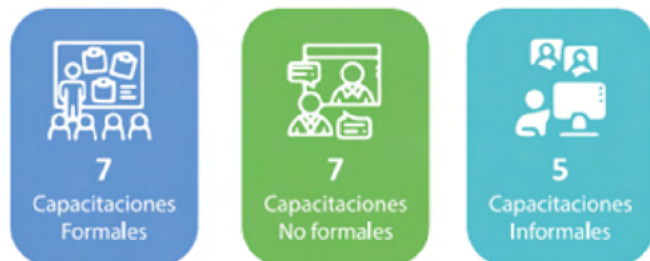 7
Capacitaciones
Formales
7
Capacitaciones
No formales
5
Capacitaciones
Informales